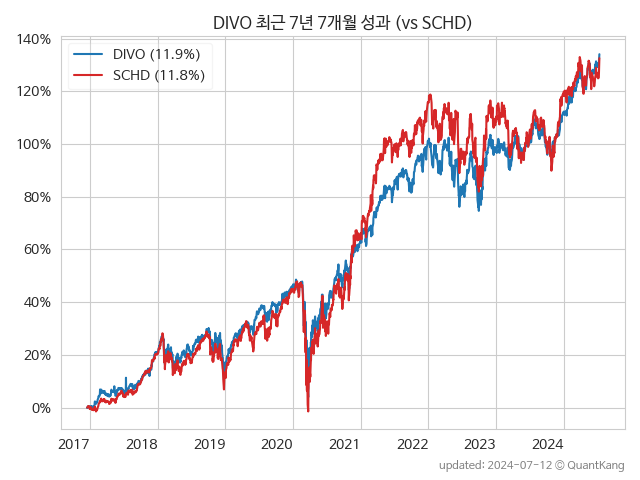 DIVO 최근 7년 7개월 성과 (vs SCHD)
140%
120%
100%
80%
60%
40%
20%
0%
DIVO (11.9%)
SCHD (11.8%)
2017 2018 2019 2020 2021 2022 2023 2024
updated: 2024-07-12 © QuantKang